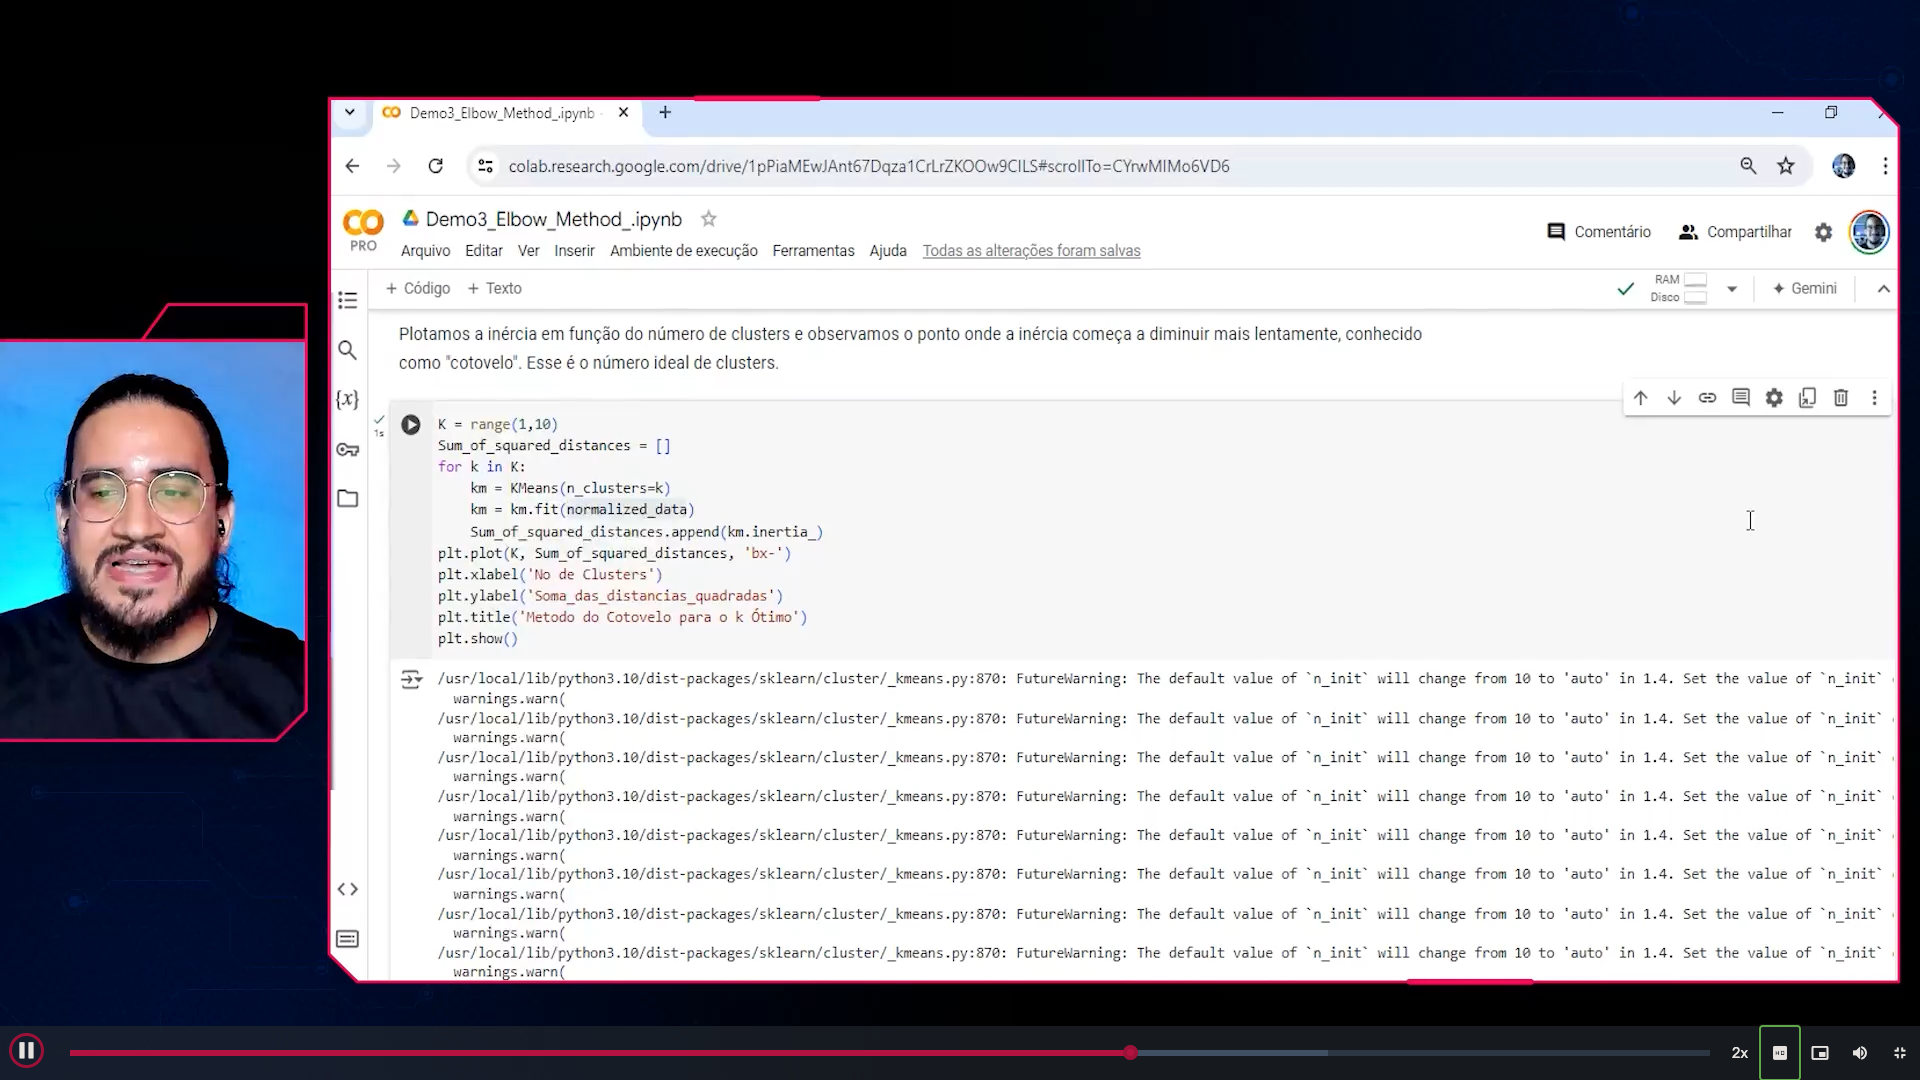 Demo3_Elbow_Method_.ipynb
colab.research.google.com/drive/1pPiaMEwJAnt67Dqza1CrLrZKOOw9CILS#scrollTo=CYrwMIMo6VD6
CO
PRO
Demo3_Elbow_Method_.ipynb
Comentário
Compartilhar
Arquivo Editar Ver Inserir Ambiente de execução Ferramentas Ajuda Todas as alterações foram salvas
+ Código + Texto
RAM
Disco
Gemini
Plotamos a inércia em função do número de clusters e observamos o ponto onde a inércia começa a diminuir mais lentamente, conhecido
como "cotovelo". Esse é o número ideal de clusters.
{x}
1s
K = range(1,10)
Sum_of_squared_distances = []
for k in K:
    km = KMeans(n_clusters=k)
    km = km.fit(normalized_data)
    Sum_of_squared_distances.append(km.inertia_)
plt.plot(K, Sum_of_squared_distances, 'bx-')
plt.xlabel('No de Clusters')
plt.ylabel('Soma_das_distancias_quadradas')
plt.title('Metodo do Cotovelo para o k Ótimo')
plt.show()
/usr/local/lib/python3.10/dist-packages/sklearn/cluster/_kmeans.py:870: FutureWarning: The default value of `n_init` will change from 10 to 'auto' in 1.4. Set the value of `n_init`
  warnings.warn(
/usr/local/lib/python3.10/dist-packages/sklearn/cluster/_kmeans.py:870: FutureWarning: The default value of `n_init` will change from 10 to 'auto' in 1.4. Set the value of `n_init`
  warnings.warn(
/usr/local/lib/python3.10/dist-packages/sklearn/cluster/_kmeans.py:870: FutureWarning: The default value of `n_init` will change from 10 to 'auto' in 1.4. Set the value of `n_init`
  warnings.warn(
/usr/local/lib/python3.10/dist-packages/sklearn/cluster/_kmeans.py:870: FutureWarning: The default value of `n_init` will change from 10 to 'auto' in 1.4. Set the value of `n_init`
  warnings.warn(
/usr/local/lib/python3.10/dist-packages/sklearn/cluster/_kmeans.py:870: FutureWarning: The default value of `n_init` will change from 10 to 'auto' in 1.4. Set the value of `n_init`
  warnings.warn(
/usr/local/lib/python3.10/dist-packages/sklearn/cluster/_kmeans.py:870: FutureWarning: The default value of `n_init` will change from 10 to 'auto' in 1.4. Set the value of `n_init`
  warnings.warn(
/usr/local/lib/python3.10/dist-packages/sklearn/cluster/_kmeans.py:870: FutureWarning: The default value of `n_init` will change from 10 to 'auto' in 1.4. Set the value of `n_init`
  warnings.warn(
/usr/local/lib/python3.10/dist-packages/sklearn/cluster/_kmeans.py:870: FutureWarning: The default value of `n_init` will change from 10 to 'auto' in 1.4. Set the value of `n_init`
  warnings.warn(
2x
HD